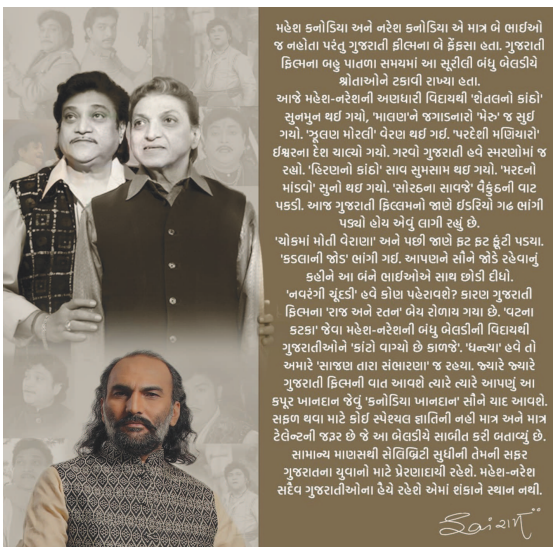 મહેશ કનોડિયા અને નરેશ કનોડિયા એ માત્ર બે ભાઈઓ
જ નહોતા પરંતુ ગુજરાતી ફીલ્મના બે ફેંફસા હતા. ગુજરાતી
ફિલ્મના બહુ પાતળા સમયમાં આ સૂરીલી બંધુ બેલડીયે
શ્રોતાઓને ટકાવી રાખ્યા હતા.
આજે મહેશ-નરેશની અણધારી વિદાયથી 'શેતલનો કાંઠો'
સુનમુન થઈ ગયો, 'માલણ'ને જગાડનારો 'મેરુ' જ સુઈ
ગયો. 'ઝૂલણ મોરલી' વેરણ થઈ ગઈ. 'પરદેશી મણિયારો'
ઈશ્વરના દેશ ચાલ્યો ગયો. ગરવો ગુજરાતી હવે સ્મરણોમાં જ
રહ્યો. 'હિરણનો કાંઠો' સાવ સુમસામ થઇ ગયો. 'મરદનો
માંડવો' સુનો થઈ ગયો. 'સોરઠના સાવજે' વૈકુંઠની વાટ
પકડી. આજ ગુજરાતી ફિલ્લમનો જાણે ઈડરિયો ગઢ ભાંગી
પડ્યો હોય એવું લાગી રહ્યું છે.
'ચોકમાં મોતી વેરાણા' અને પછી જાણે ફટ ફટ ફૂંટી પડયા.
'કડલાની જોડ' ભાંગી ગઈ. આપણને સૌને જોડે રહેવાનું
કહીને આ બંને ભાઈઓએ સાથ છોડી દીધો.
'નવરંગી ચૂંદડી' હવે કોણ પહેરાવશે? કારણ ગુજરાતી
ફિલ્મના 'રાજ અને રતન' બેય રોળાય ગયા છે. 'વટના
કટકા' જેવા મહેશ-નરેશની બંધુ બેલડીની વિદાયથી
ગુજરાતીઓને 'કાંટો વાગ્યો છે કાળજે'. 'ધન્ત્યા' હવે તો
અમારે 'સાજણ તારા સંભારણા' જ રહયા. જ્યારે જ્યારે
ગુજરાતી ફિલ્મની વાત આવશે ત્યારે ત્યારે આપણું આ
કપૂર ખાનદાન જેવું 'કનોડિયા ખાનદાન' સૌને યાદ આવશે.
સફળ થવા માટે કોઈ સ્પેશ્યલ જ્ઞાતિની નહી માત્ર અને માત્ર
ટેલેન્ટની જરૂર છે જે આ બેલડીયે સાબીત કરી બતાવ્યું છે.
સામાન્ય માણસથી સેલિબ્રિટી સુધીની તેમની સફર
ગુજરાતના યુવાનો માટે પ્રેરણાદાયી રહેશે. મહેશ-નરેશ
સદૈવ ગુજરાતીઓના હૈયે રહેશે એમાં શંકાને સ્થાન નથી.